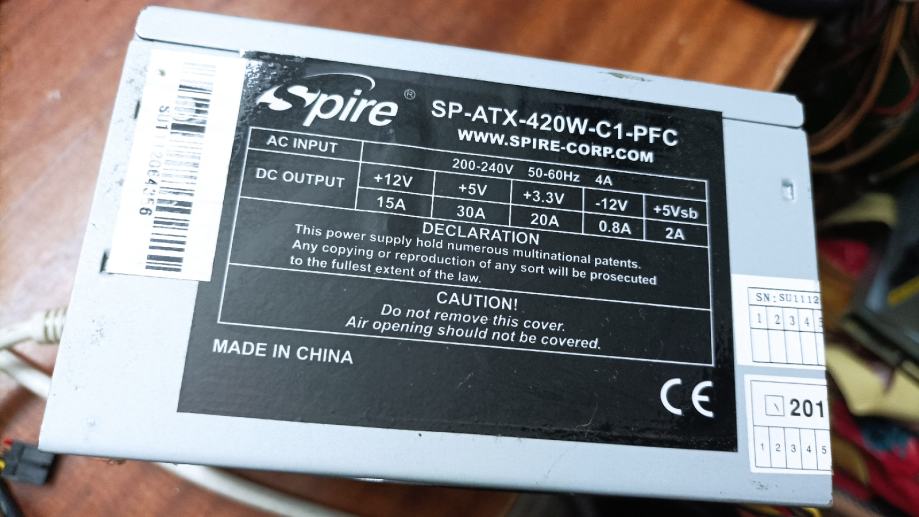 Spire®
SP-ATX-420W-C1-PFC
WWW.SPIRE-CORP.COM
AC INPUT 200-240V 50-60Hz 4A
DC OUTPUT +12V +5V +3.3V -12V +5Vsb
15A 30A 20A 0.8A 2A
DECLARATION
This power supply hold numerous multinational patents.
Any copying or reproduction of any sort will be prosecuted
to the fullest extent of the law.
CAUTION!
Do not remove this cover.
Air opening should not be covered.
MADE IN CHINA
CE
SN:SU1112
1 2 3 4 5
201
1 2 3 4 5